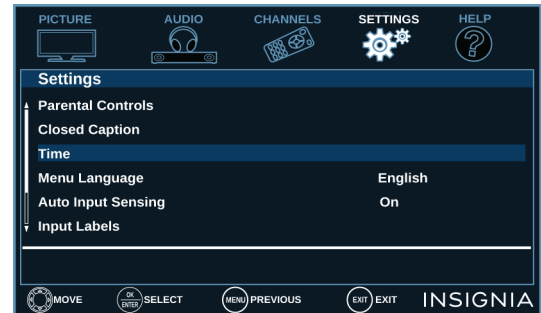 PICTURE AUDIO CHANNELS SETTINGS HELP
Settings
Parental Controls
Closed Caption
Time
Menu Language English
Auto Input Sensing On
Input Labels
MOVE OK ENTER SELECT MENU PREVIOUS EXIT EXIT INSIGNIA